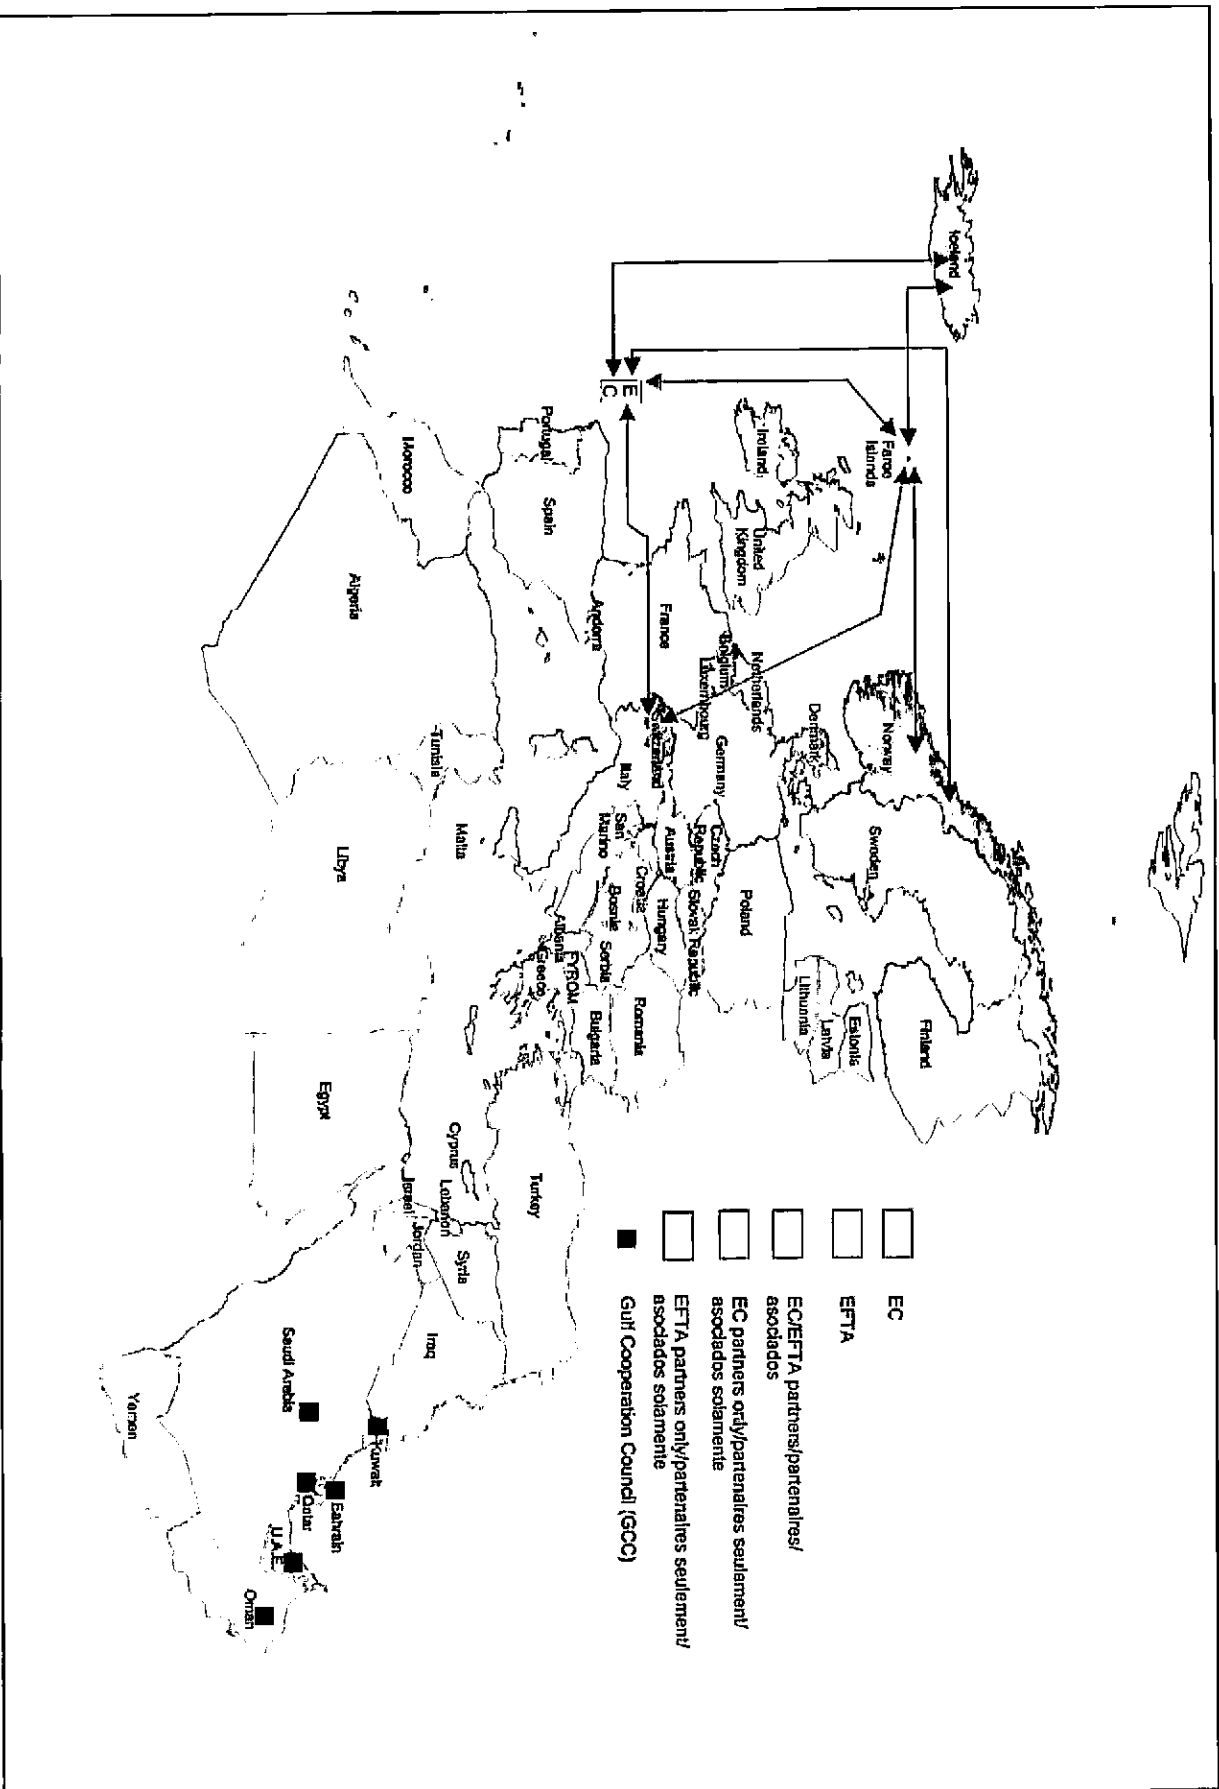 Iceland
Faroe
Islands
Norway
Sweden
Finland
Estonia
Latvia
Lithuania
Denmark
Ireland
United
Kingdom
Netherlands
Belgium
Luxembourg
Germany
Poland
Czech
Republic
Slovak Republic
France
Switzerland
Austria
Hungary
Romania
E
C
Portugal
Spain
Andorra
Italy
San
Marino
Croatia
Bosnia
Serbia
Bulgaria
Albania
FYROM
Greece
Turkey
Malta
Cyprus
Lebanon
Syria
Israel
Jordan
Iraq
Morocco
Algeria
Tunisia
Libya
Egypt
Saudi Arabia
Kuwait
Bahrain
Qatar
U.A.E
Oman
Yemen
EC
EFTA
EC/EFTA partners/partenaires/
asociados
EC partners only/partenaires seulement/
asociados solamente
EFTA partners only/partenaires seulement/
asociados solamente
Gulf Cooperation Council (GCC)